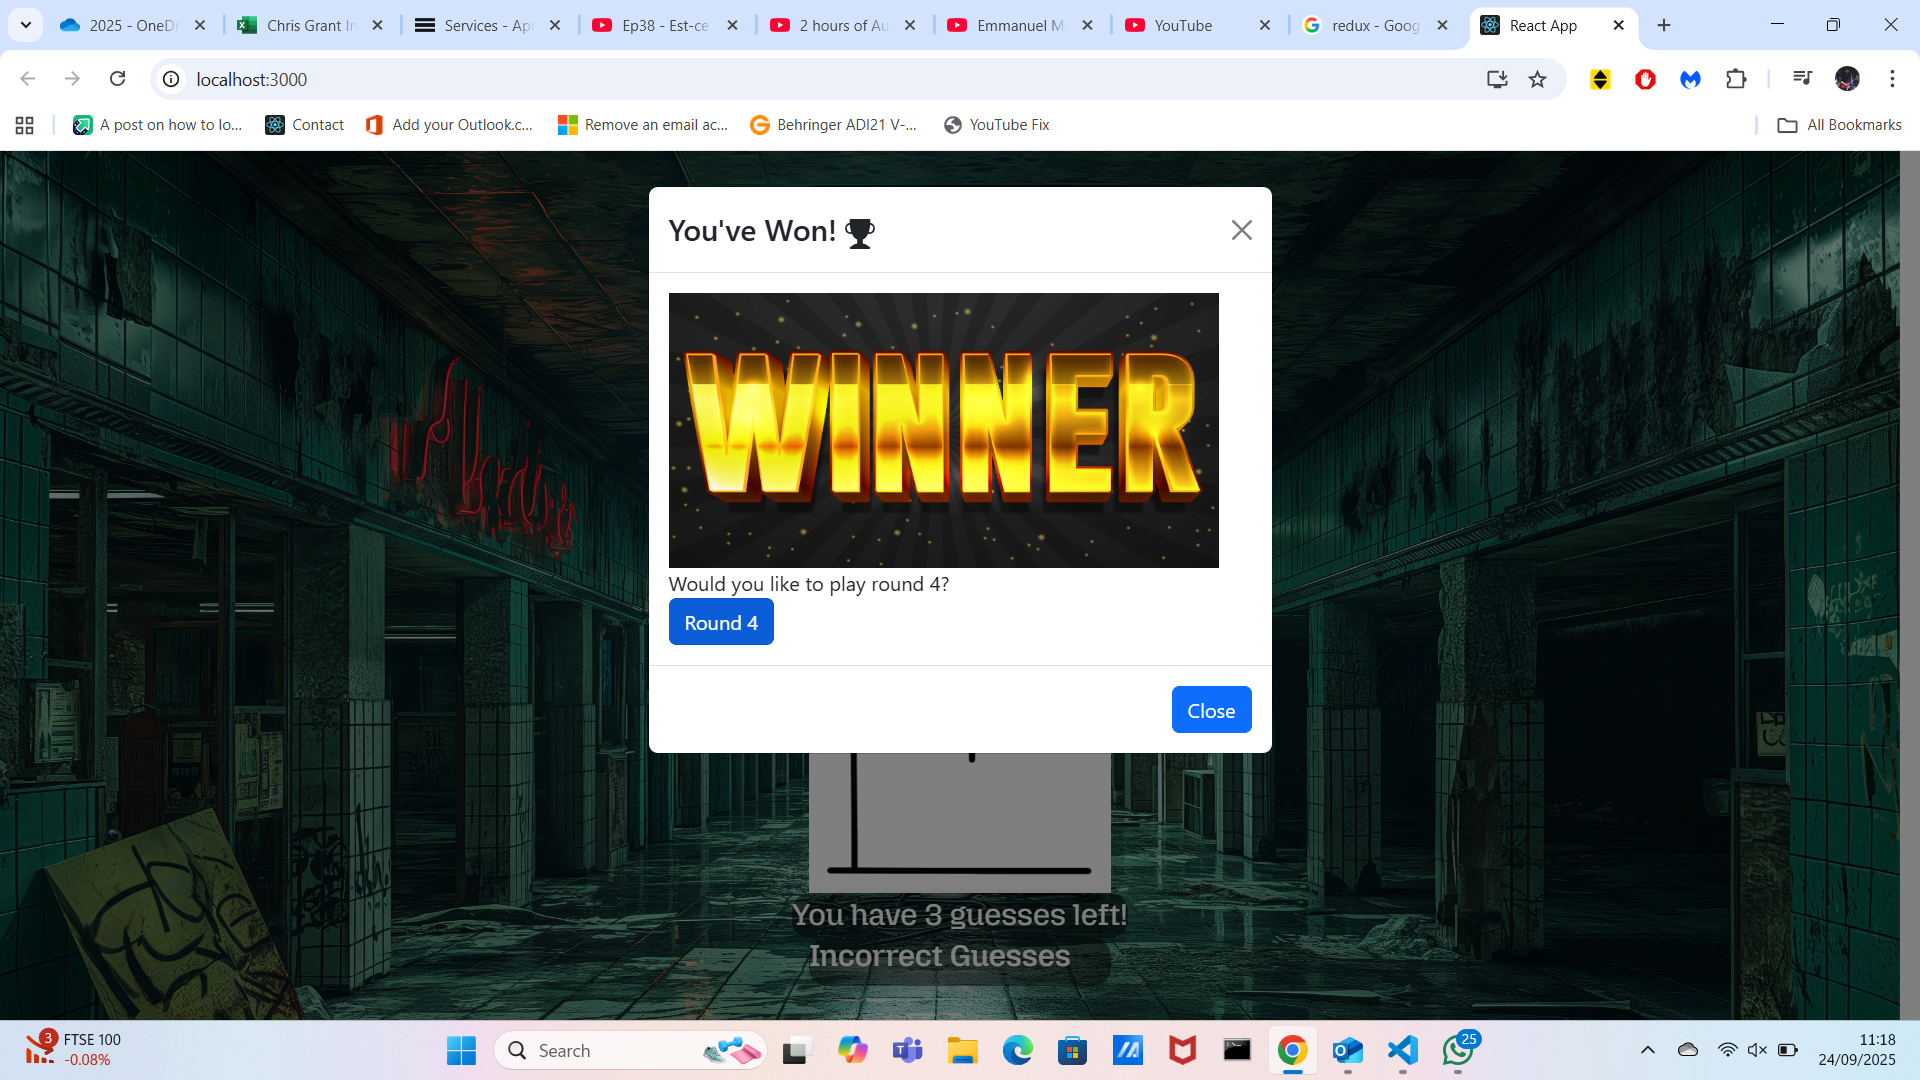 2025 - OneDr
Chris Grant In
Services - Apr
Ep38 - Est-ce
2 hours of Au
Emmanuel Ma
YouTube
redux - Goog
React App
localhost:3000
A post on how to lo...
Contact
Add your Outlook.c...
Remove an email ac...
Behringer ADI21 V-...
YouTube Fix
All Bookmarks
You've Won!
WINNER
Would you like to play round 4?
Round 4
Close
You have 3 guesses left!
Incorrect Guesses
3
FTSE 100
-0.08%
Search
25
11:18
24/09/2025